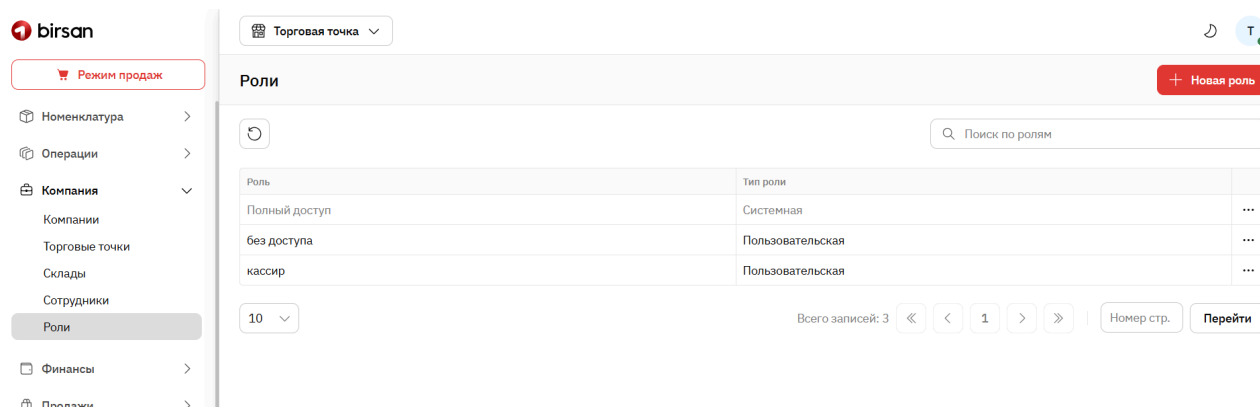 birsan
Торговая точка
T
Режим продаж
Роли
Новая роль
Номенклатура
Операции
Компания
Компании
Торговые точки
Склады
Сотрудники
Роли
Финансы
Продажи
Поиск по ролям
Роль Тип роли
Полный доступ Системная
без доступа Пользовательская
кассир Пользовательская
10 Всего записей: 3 1 Номер стр. Перейти